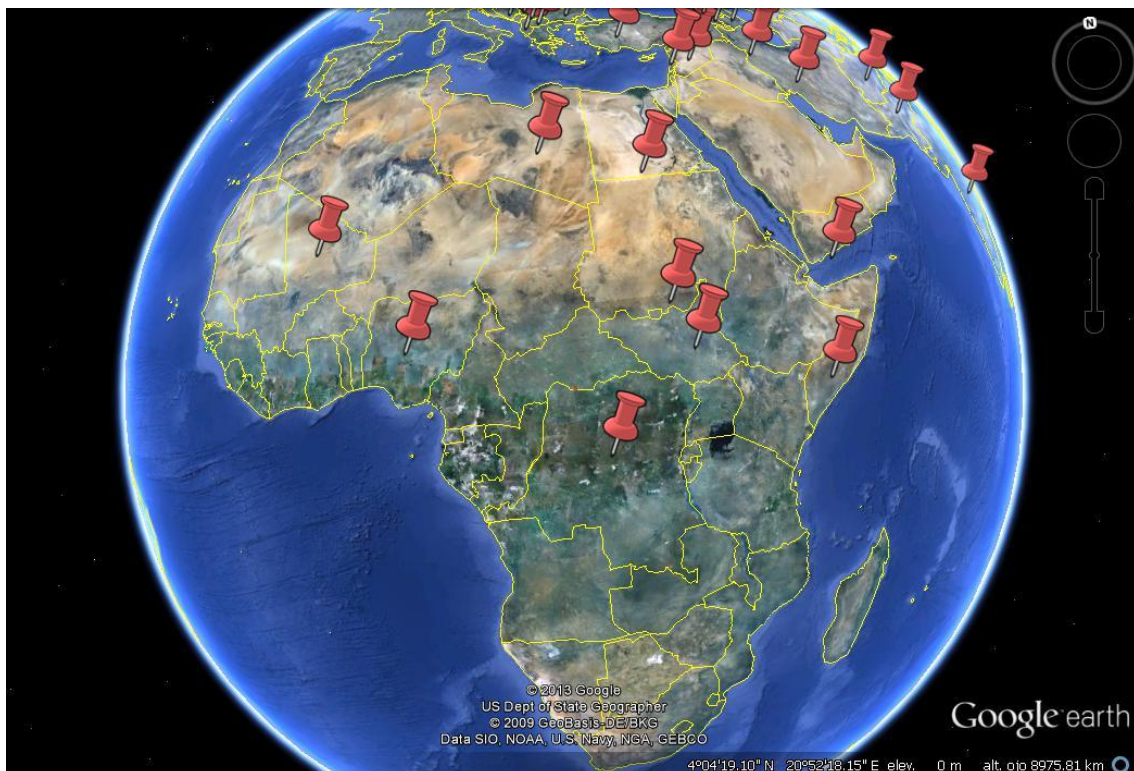 N
© 2013 Google
US Dept of State Geographer
© 2009 GeoBasis-DE/BKG
Data SIO, NOAA, U.S. Navy, NGA, GEBCO
Google earth
4°04'19.10" N 20°52'18.15" E elev. 0 m alt. ojo 8975.81 km